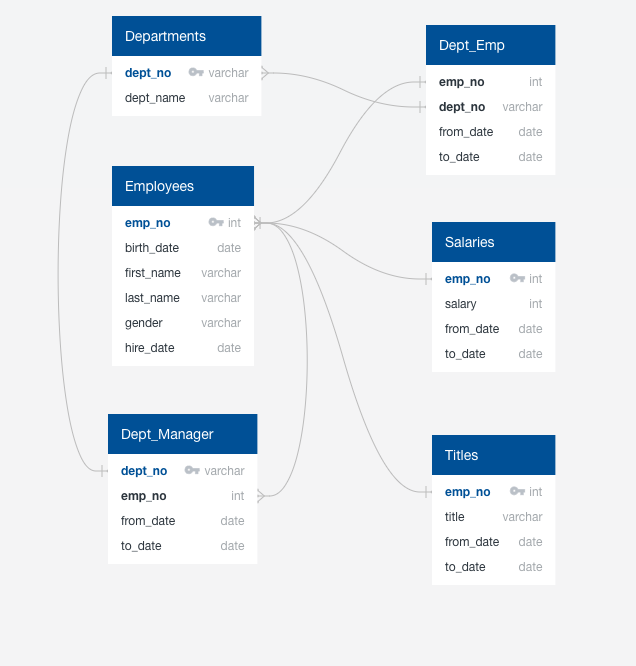 Departments
dept_no varchar
dept_name varchar
Employees
emp_no int
birth_date date
first_name varchar
last_name varchar
gender varchar
hire_date date
Dept_Manager
dept_no varchar
emp_no int
from_date date
to_date date
Dept_Emp
emp_no int
dept_no varchar
from_date date
to_date date
Salaries
emp_no int
salary int
from_date date
to_date date
Titles
emp_no int
title varchar
from_date date
to_date date